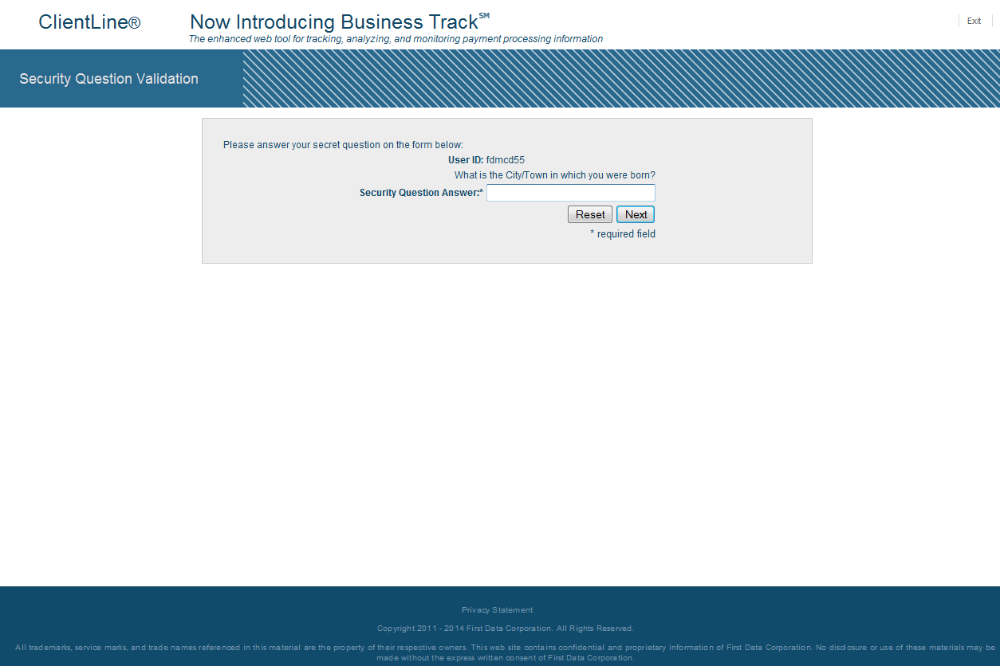 ClientLine®
Now Introducing Business Track℠
The enhanced web tool for tracking, analyzing, and monitoring payment processing information
Exit
Security Question Validation
Please answer your secret question on the form below:
User ID: fdmcd55
What is the City/Town in which you were born?
Security Question Answer:*
Reset Next
* required field
Privacy Statement
Copyright 2011 - 2014 First Data Corporation. All Rights Reserved.
All trademarks, service marks, and trade names referenced in this material are the property of their respective owners. This web site contains confidential and proprietary information of First Data Corporation. No disclosure or use of these materials may be
made without the express written consent of First Data Corporation.